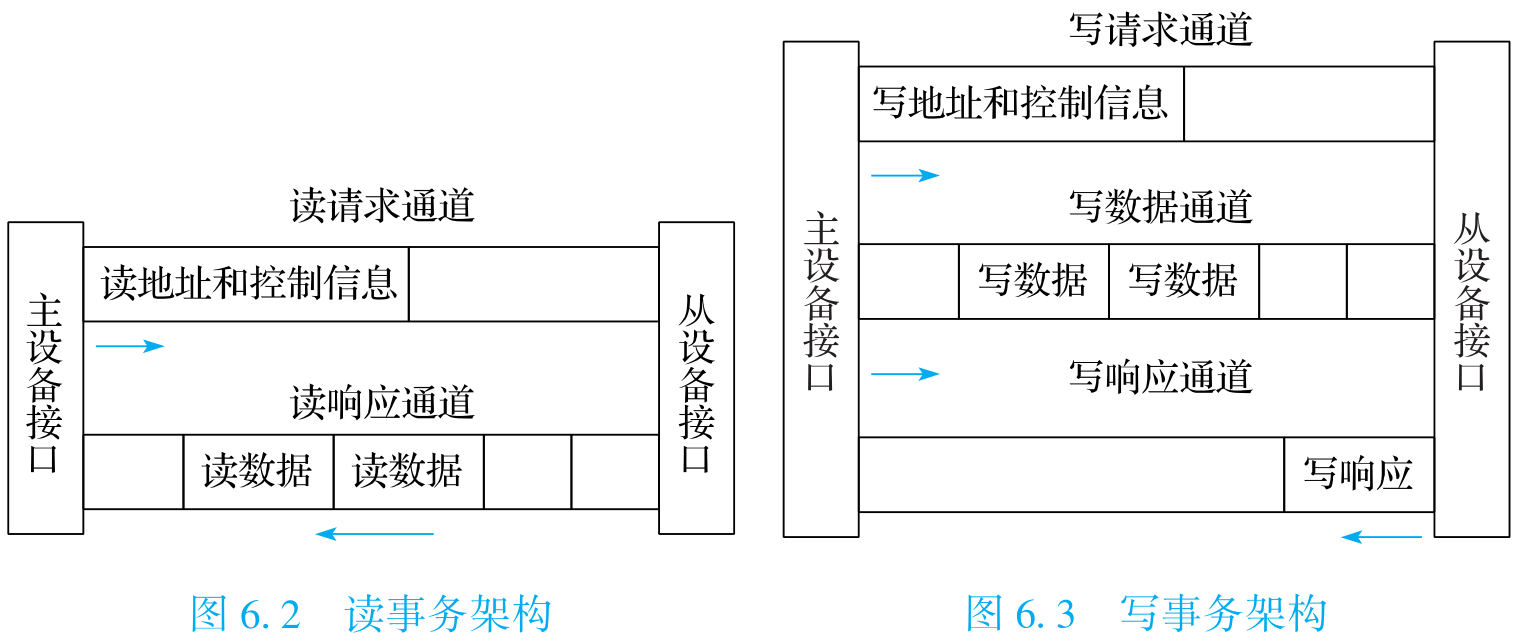 读请求通道
主设备接口
读地址和控制信息
从设备接口
读响应通道
读数据 读数据
图 6. 2 读事务架构
写请求通道
主设备接口
写地址和控制信息
从设备接口
写数据通道
写数据 写数据
写响应通道
写响应
图 6. 3 写事务架构